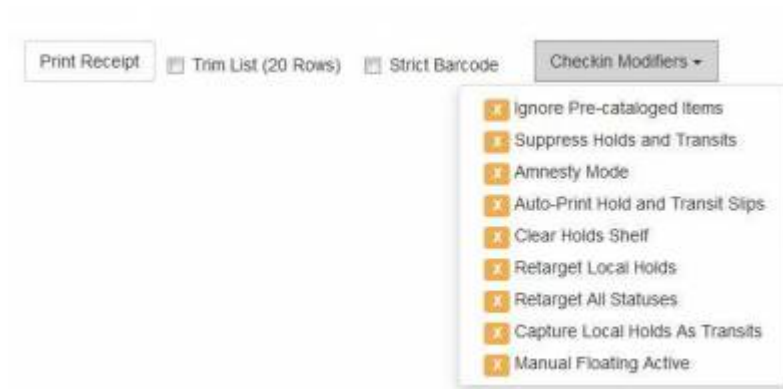 Print Receipt Trim List (20 Rows) Strict Barcode Checkin Modifiers
X Ignore Pre-cataloged Items
X Suppress Holds and Transits
X Amnesty Mode
X Auto-Print Hold and Transit Slips
X Clear Holds Shelf
X Retarget Local Holds
X Retarget All Statuses
X Capture Local Holds As Transits
X Manual Floating Active